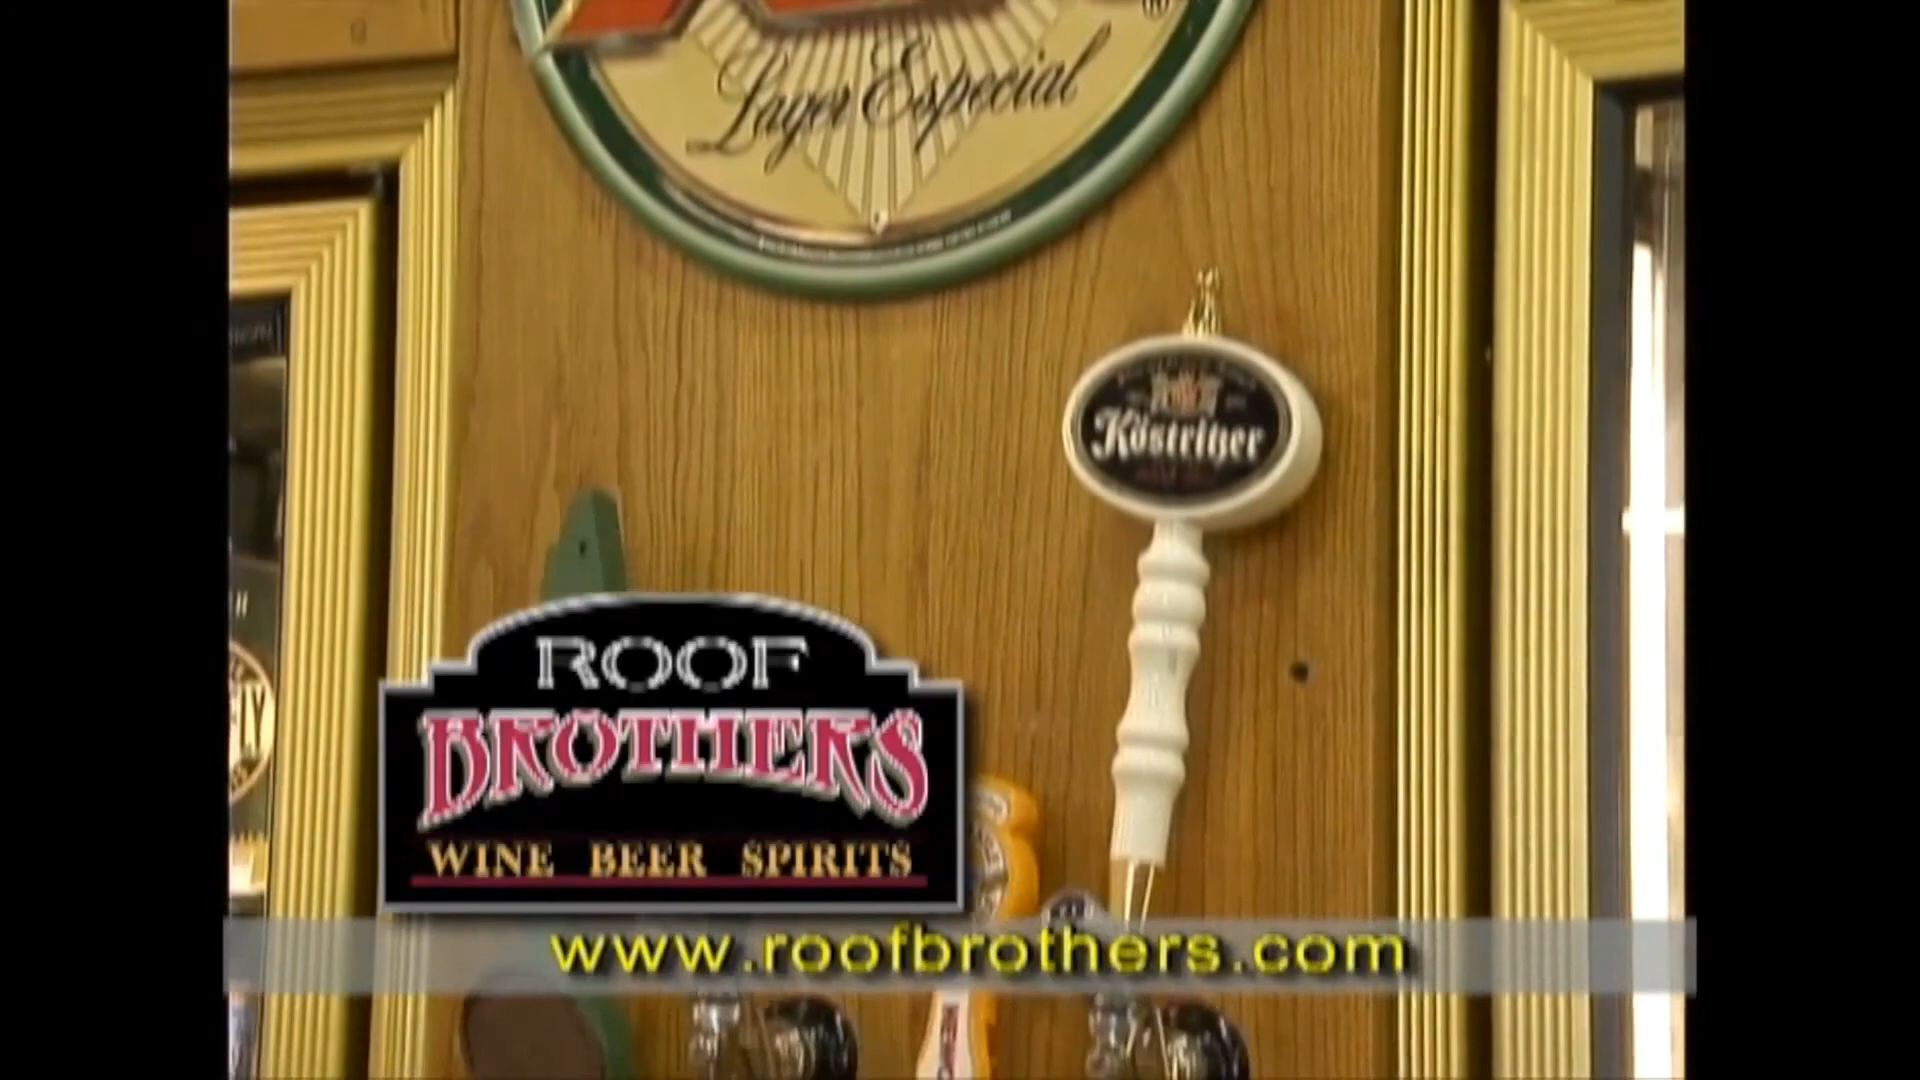 Lager Especial
Köstritzer
ROOF
BROTHERS
WINE BEER SPIRITS
www.roofbrothers.com